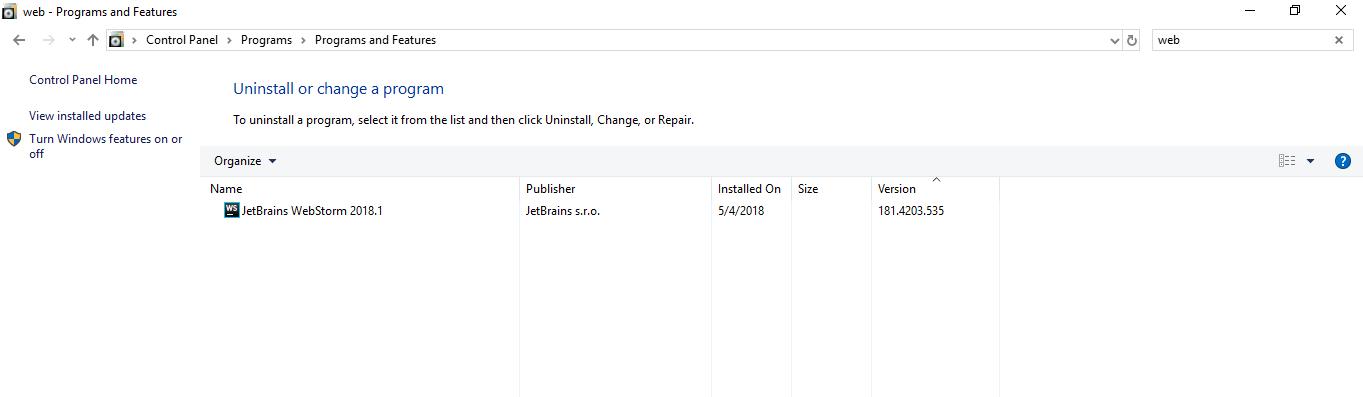 web - Programs and Features
Control Panel > Programs > Programs and Features
web
Control Panel Home
View installed updates
Turn Windows features on or
off
Uninstall or change a program
To uninstall a program, select it from the list and then click Uninstall, Change, or Repair.
Organize
?
Name Publisher Installed On Size Version
WS JetBrains WebStorm 2018.1 JetBrains s.r.o. 5/4/2018 181.4203.535